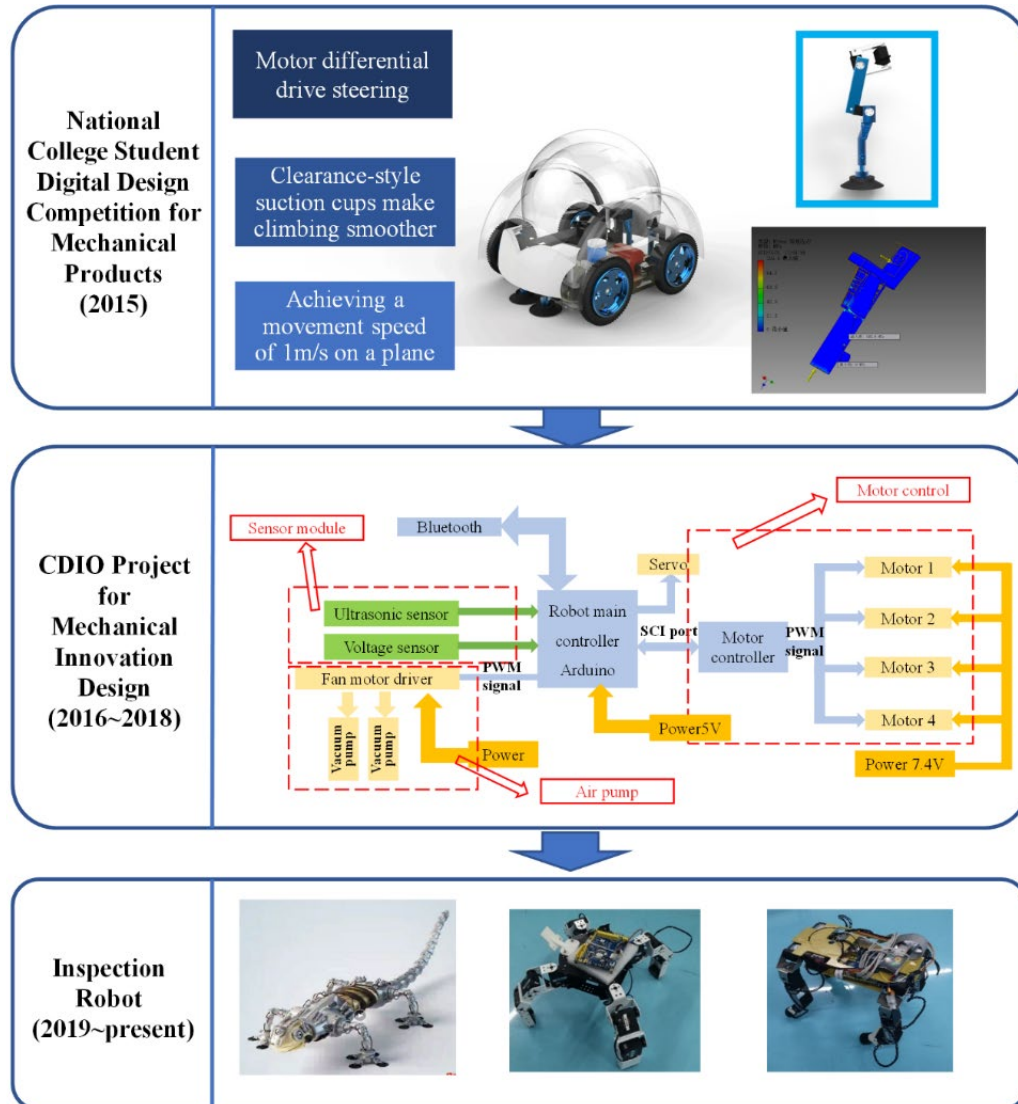 National
College Student
Digital Design
Competition for
Mechanical
Products
(2015)
Motor differential
drive steering
Clearance-style
suction cups make
climbing smoother
Achieving a
movement speed
of 1m/s on a plane
CDIO Project
for
Mechanical
Innovation
Design
(2016~2018)
Sensor module
Bluetooth
Motor control
Ultrasonic sensor
Voltage sensor
Fan motor driver
PWM
signal
Vacuum
pump
Vacuum
pump
Power
Air pump
Robot main
controller
Arduino
Servo
SCI port
Power5V
Motor
controller
PWM
signal
Motor 1
Motor 2
Motor 3
Motor 4
Power 7.4V
Inspection
Robot
(2019~present)